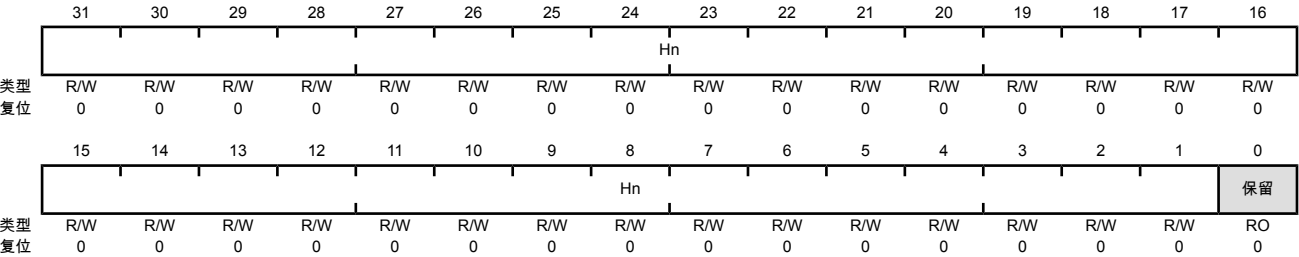 31 30 29 28 27 26 25 24 23 22 21 20 19 18 17 16
Hn
类型 R/W R/W R/W R/W R/W R/W R/W R/W R/W R/W R/W R/W R/W R/W R/W R/W
复位 0 0 0 0 0 0 0 0 0 0 0 0 0 0 0 0
15 14 13 12 11 10 9 8 7 6 5 4 3 2 1 0
Hn 保留
类型 R/W R/W R/W R/W R/W R/W R/W R/W R/W R/W R/W R/W R/W R/W R/W RO
复位 0 0 0 0 0 0 0 0 0 0 0 0 0 0 0 0